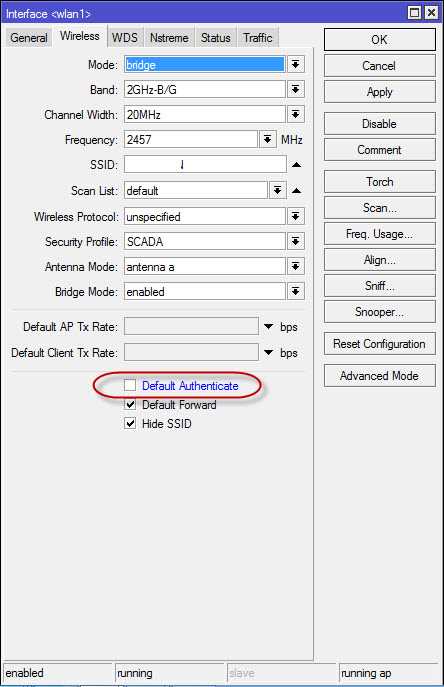 Interface <wlan1>
General Wireless WDS Nstreme Status Traffic
Mode: bridge
Band: 2GHz-B/G
Channel Width: 20MHz
Frequency: 2457 MHz
SSID:
Scan List: default
Wireless Protocol: unspecified
Security Profile: SCADA
Antenna Mode: antenna a
Bridge Mode: enabled
Default AP Tx Rate: bps
Default Client Tx Rate: bps
Default Authenticate
Default Forward
Hide SSID
OK
Cancel
Apply
Disable
Comment
Torch
Scan...
Freq. Usage...
Align...
Sniff...
Snooper...
Reset Configuration
Advanced Mode
enabled running slave running ap